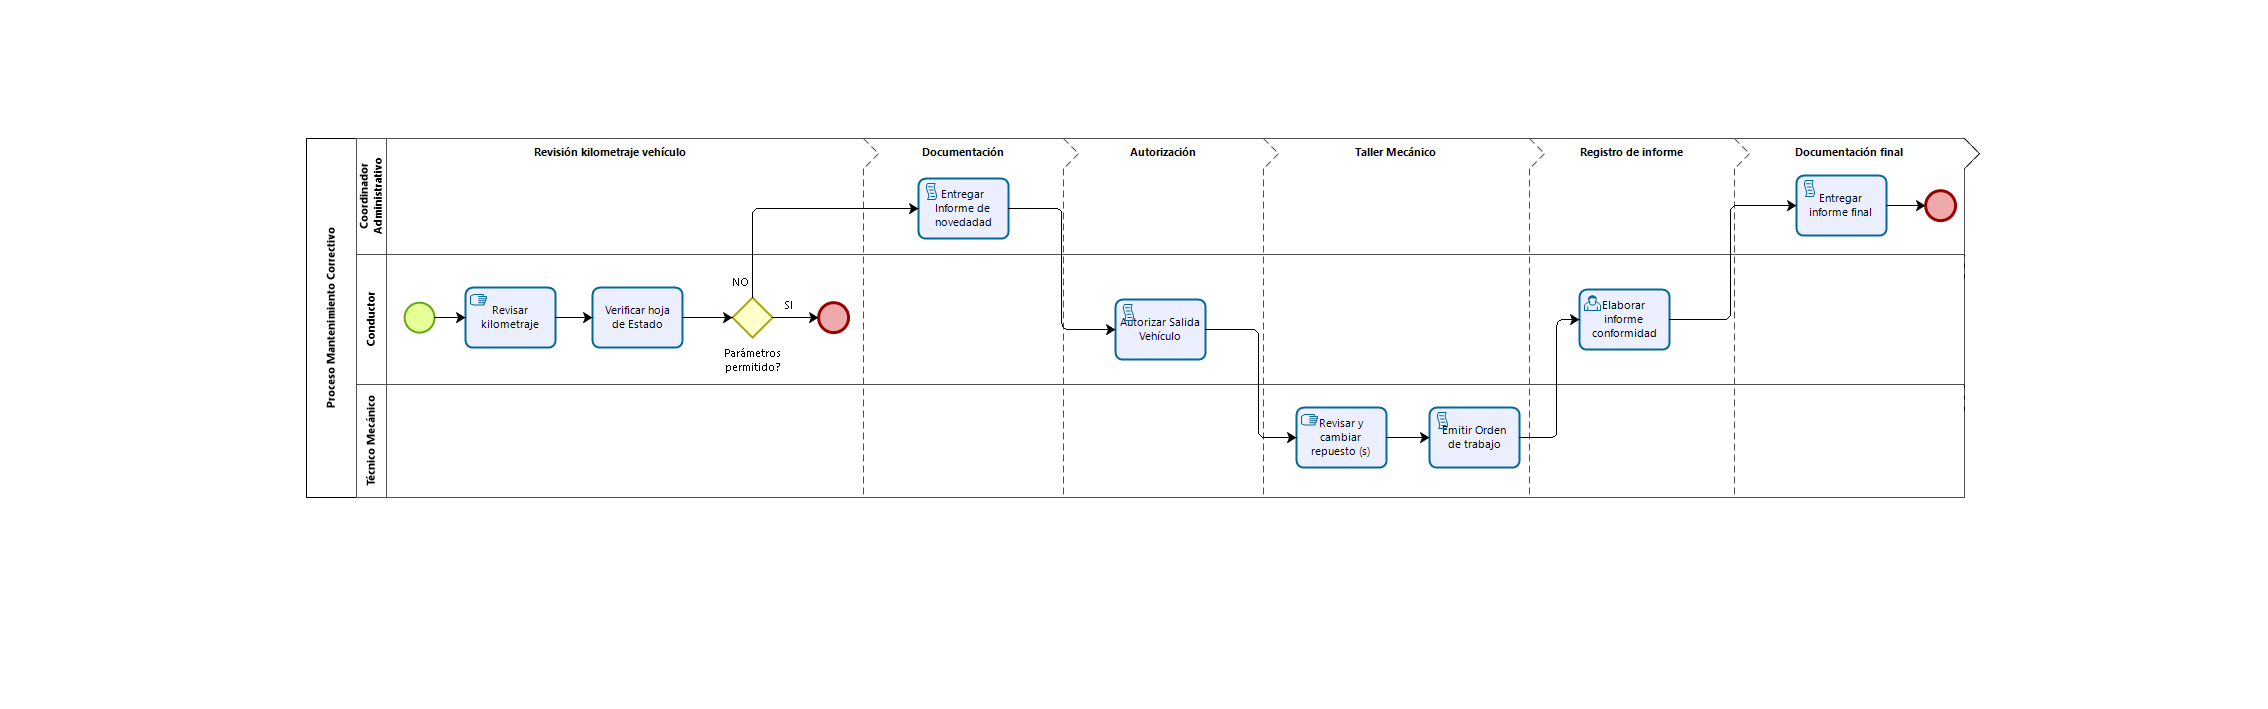 Proceso Mantenimiento Correctivo
Coordinador
Administrativo
Conductor
Técnico Mecánico
Revisión kilometraje vehículo
Documentación
Autorización
Taller Mecánico
Registro de informe
Documentación final
Entregar
Informe de
novedadad
Entregar
informe final
Revisar
kilometraje
Verificar hoja
de Estado
NO
SI
Parámetros
permitido?
Autorizar Salida
Vehículo
Elaborar
informe
conformidad
Revisar y
cambiar
repuesto (s)
Emitir Orden
de trabajo